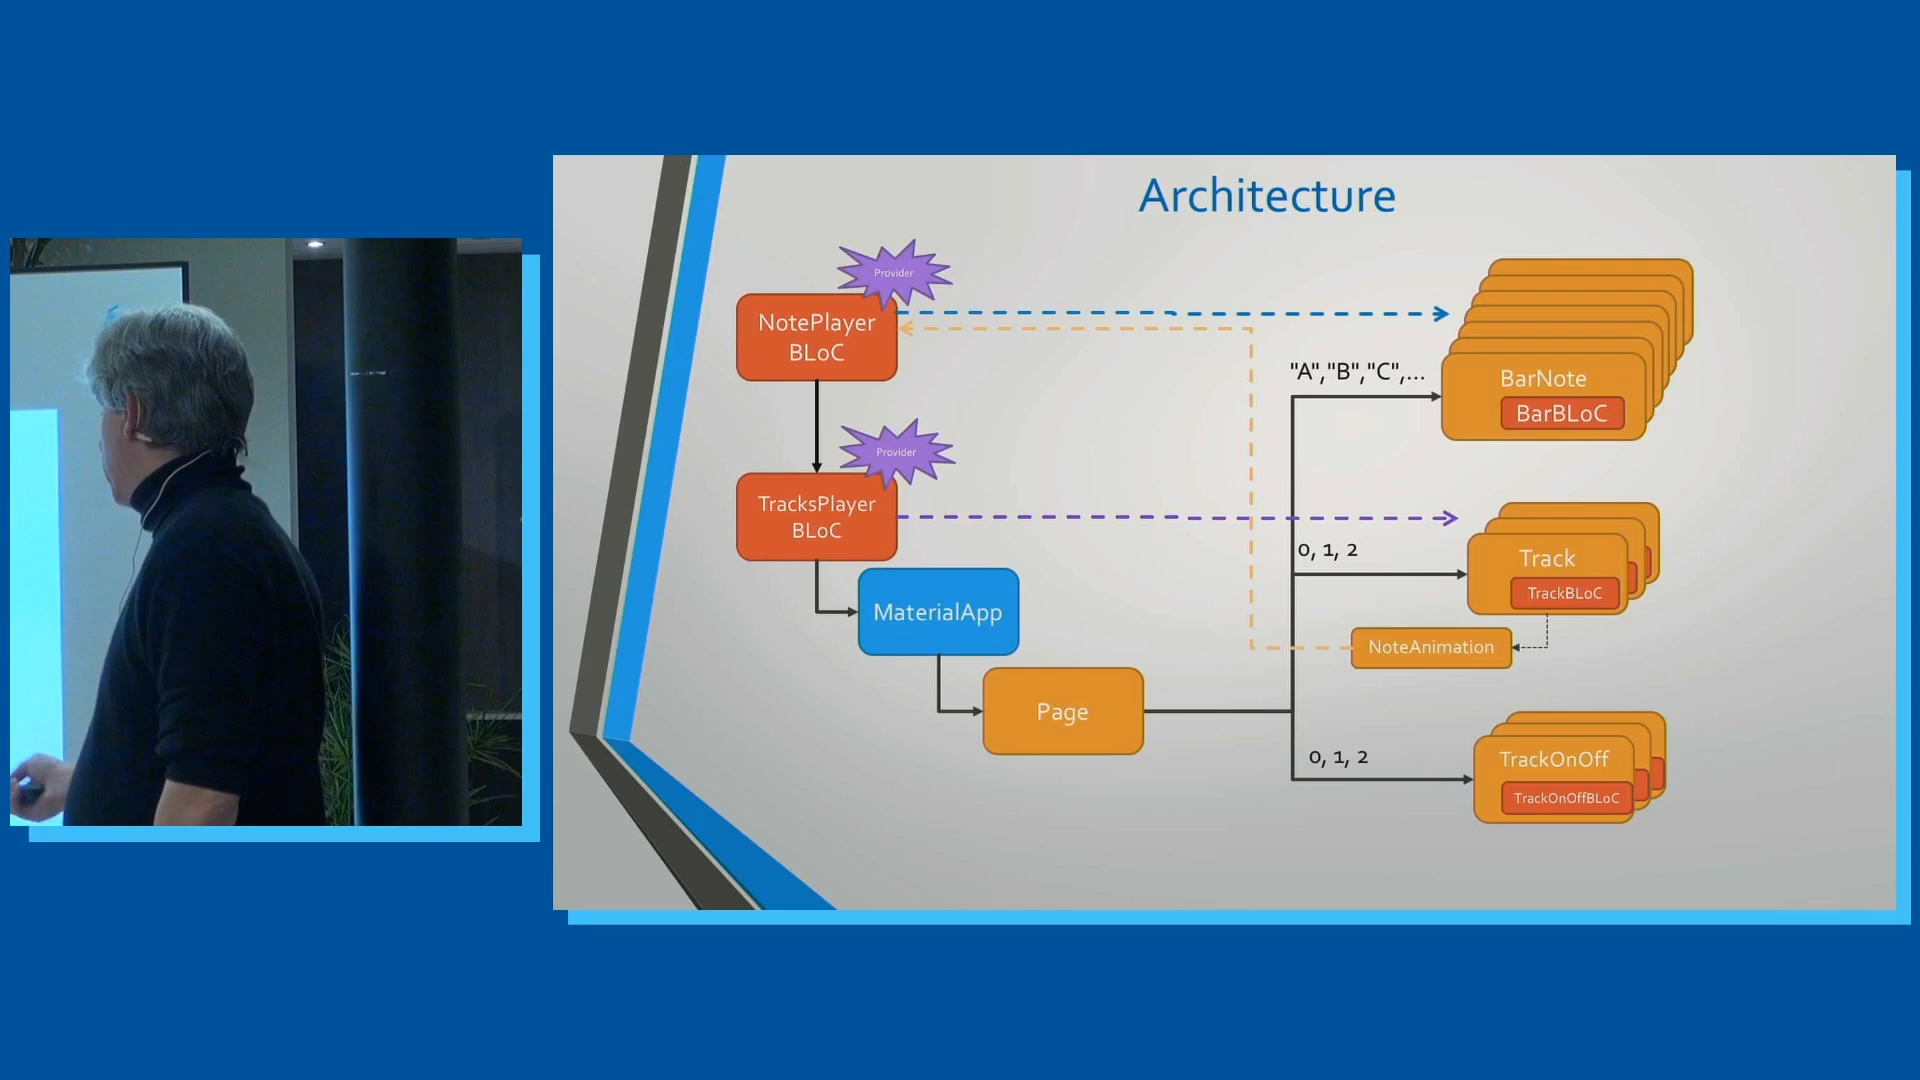 Architecture
Provider
NotePlayer
BLoC
"A","B","C",...
BarNote
BarBLoC
Provider
TracksPlayer
BLoC
0, 1, 2
Track
TrackBLoC
MaterialApp
NoteAnimation
Page
0, 1, 2
TrackOnOff
TrackOnOffBLoC